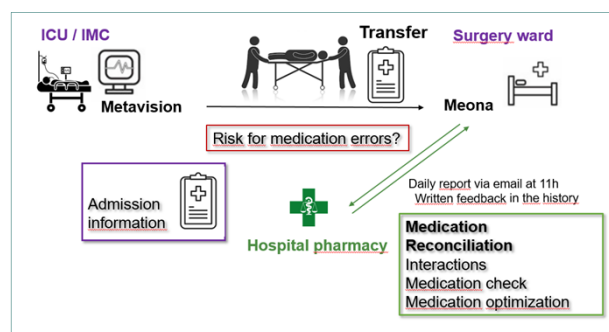 ICU / IMC
Transfer
Surgery ward
Metavision
Meona
Risk for medication errors?
Admission
information
Daily report via email at 11h
Written feedback in the history
Hospital pharmacy
Medication
Reconciliation
Interactions
Medication check
Medication optimization